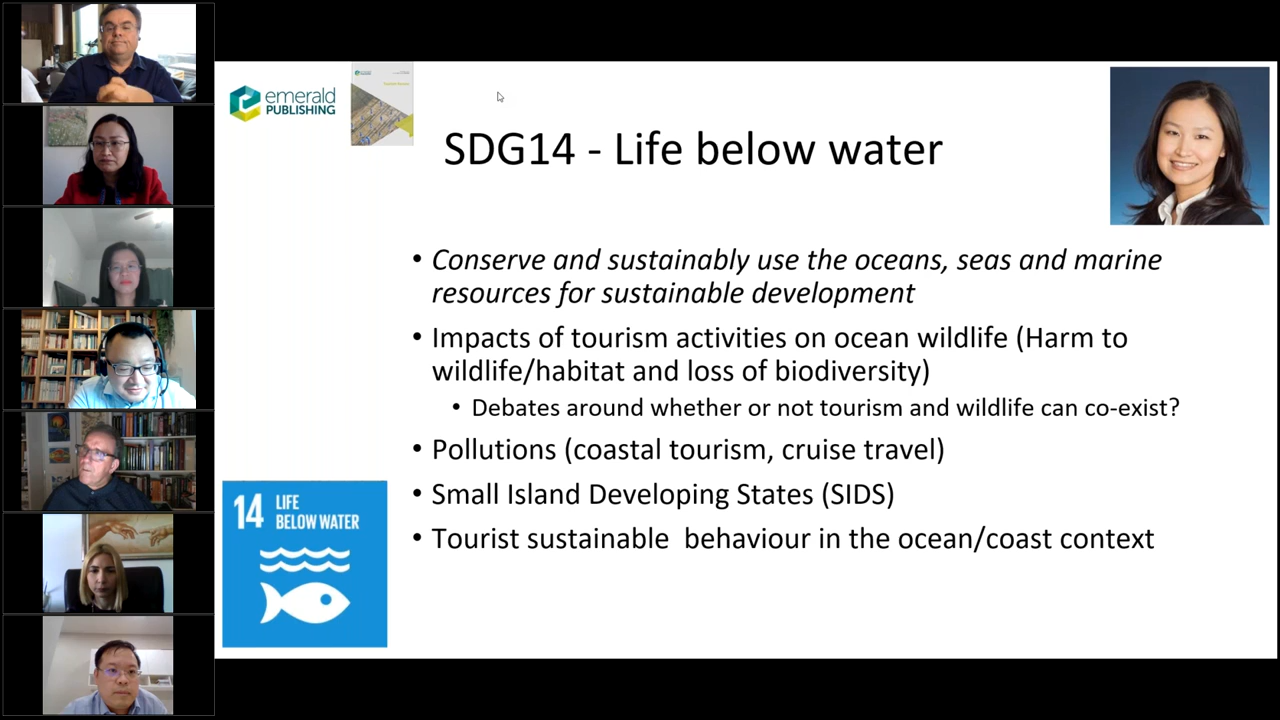 emerald
PUBLISHING
SDG14 - Life below water
• Conserve and sustainably use the oceans, seas and marine
resources for sustainable development
• Impacts of tourism activities on ocean wildlife (Harm to
wildlife/habitat and loss of biodiversity)
• Debates around whether or not tourism and wildlife can co-exist?
• Pollutions (coastal tourism, cruise travel)
• Small Island Developing States (SIDS)
• Tourist sustainable  behaviour in the ocean/coast context
14 LIFE
BELOW WATER